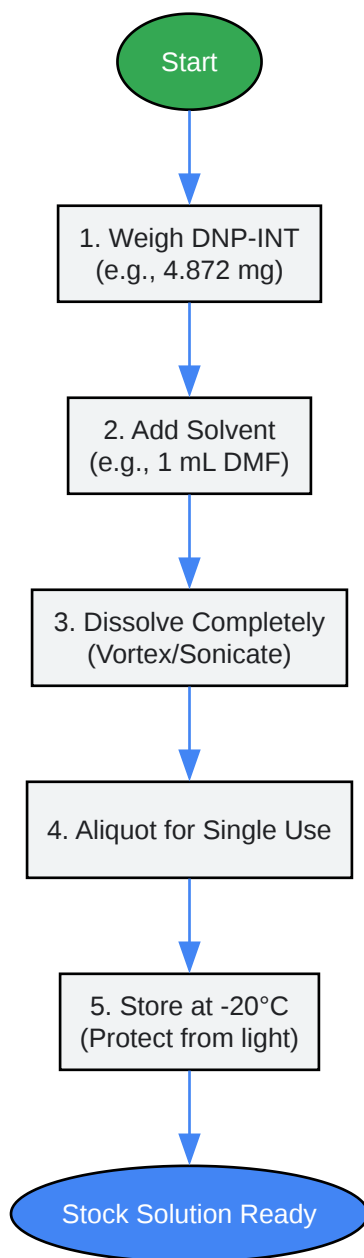 Start
1. Weigh DNP-INT
(e.g., 4.872 mg)
2. Add Solvent
(e.g., 1 mL DMF)
3. Dissolve Completely
(Vortex/Sonicate)
4. Aliquot for Single Use
5. Store at -20°C
(Protect from light)
Stock Solution Ready